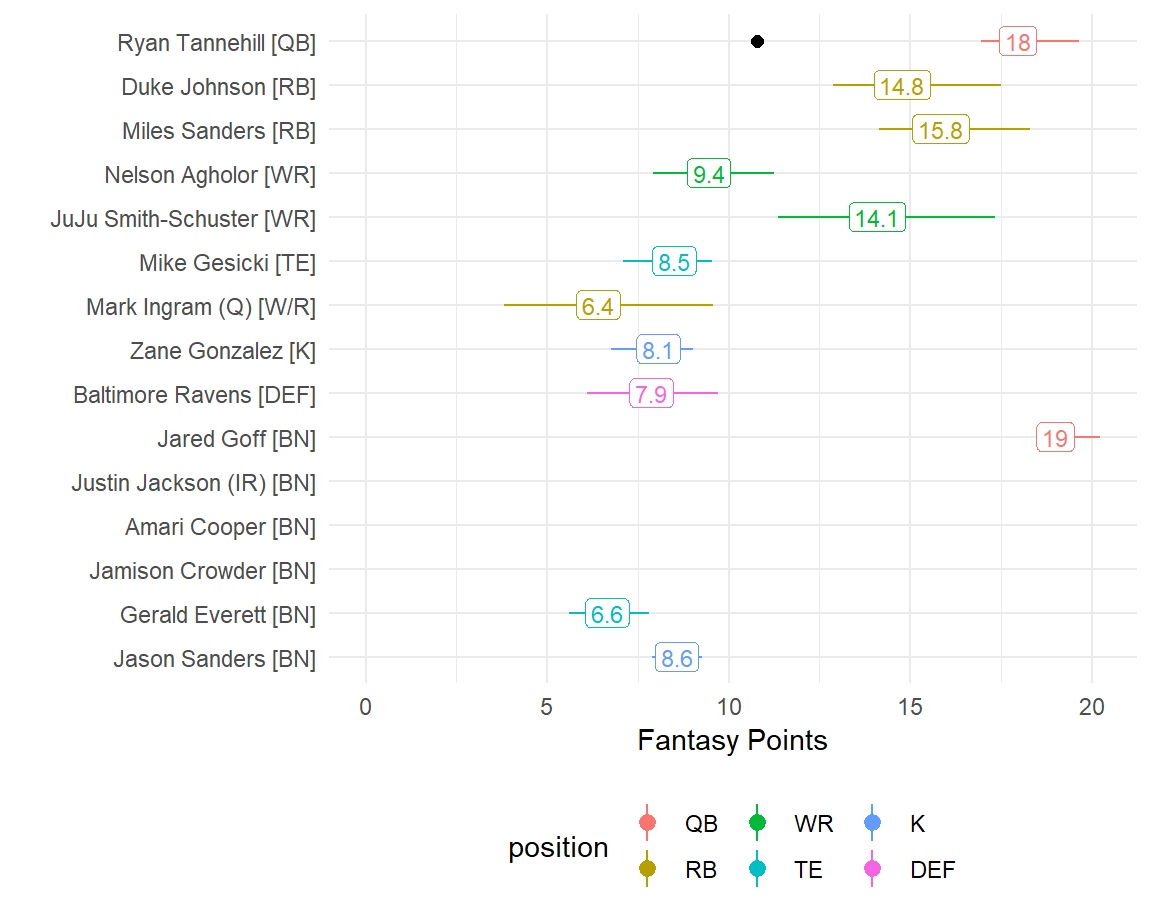 Ryan Tannehill [QB] 18
Duke Johnson [RB] 14.8
Miles Sanders [RB] 15.8
Nelson Agholor [WR] 9.4
JuJu Smith-Schuster [WR] 14.1
Mike Gesicki [TE] 8.5
Mark Ingram (Q) [W/R] 6.4
Zane Gonzalez [K] 8.1
Baltimore Ravens [DEF] 7.9
Jared Goff [BN] 19
Justin Jackson (IR) [BN]
Amari Cooper [BN]
Jamison Crowder [BN]
Gerald Everett [BN] 6.6
Jason Sanders [BN] 8.6
0 5 10 15 20
Fantasy Points
position
QB WR K
RB TE DEF